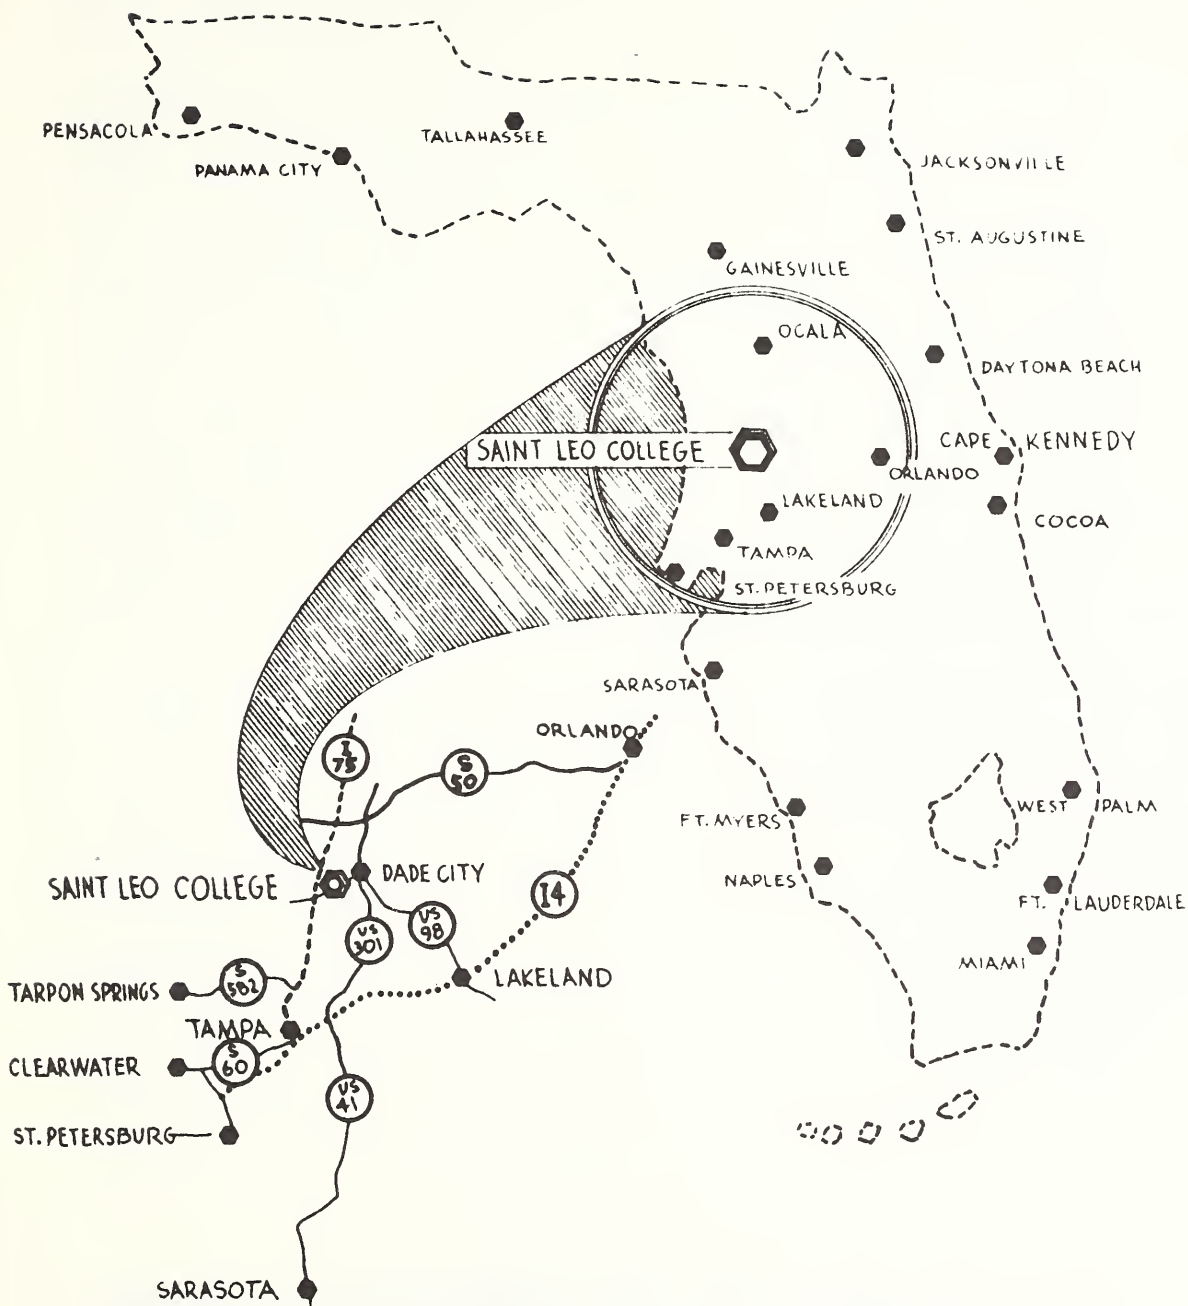 PENSACOLA
PANAMA CITY
TALLAHASSEE
JACKSONVILLE
ST. AUGUSTINE
GAINESVILLE
OCALA
DAYTONA BEACH
SAINT LEO COLLEGE
CAPE KENNEDY
ORLANDO
LAKELAND
COCOA
TAMPA
ST. PETERSBURG
SARASOTA
FT. MYERS
WEST PALM
NAPLES
FT. LAUDERDALE
MIAMI
ORLANDO
I
75
S
50
DADE CITY
SAINT LEO COLLEGE
I4
US
98
US
301
LAKELAND
S
582
TARPON SPRINGS
TAMPA
S
60
CLEARWATER
US
41
ST. PETERSBURG
SARASOTA